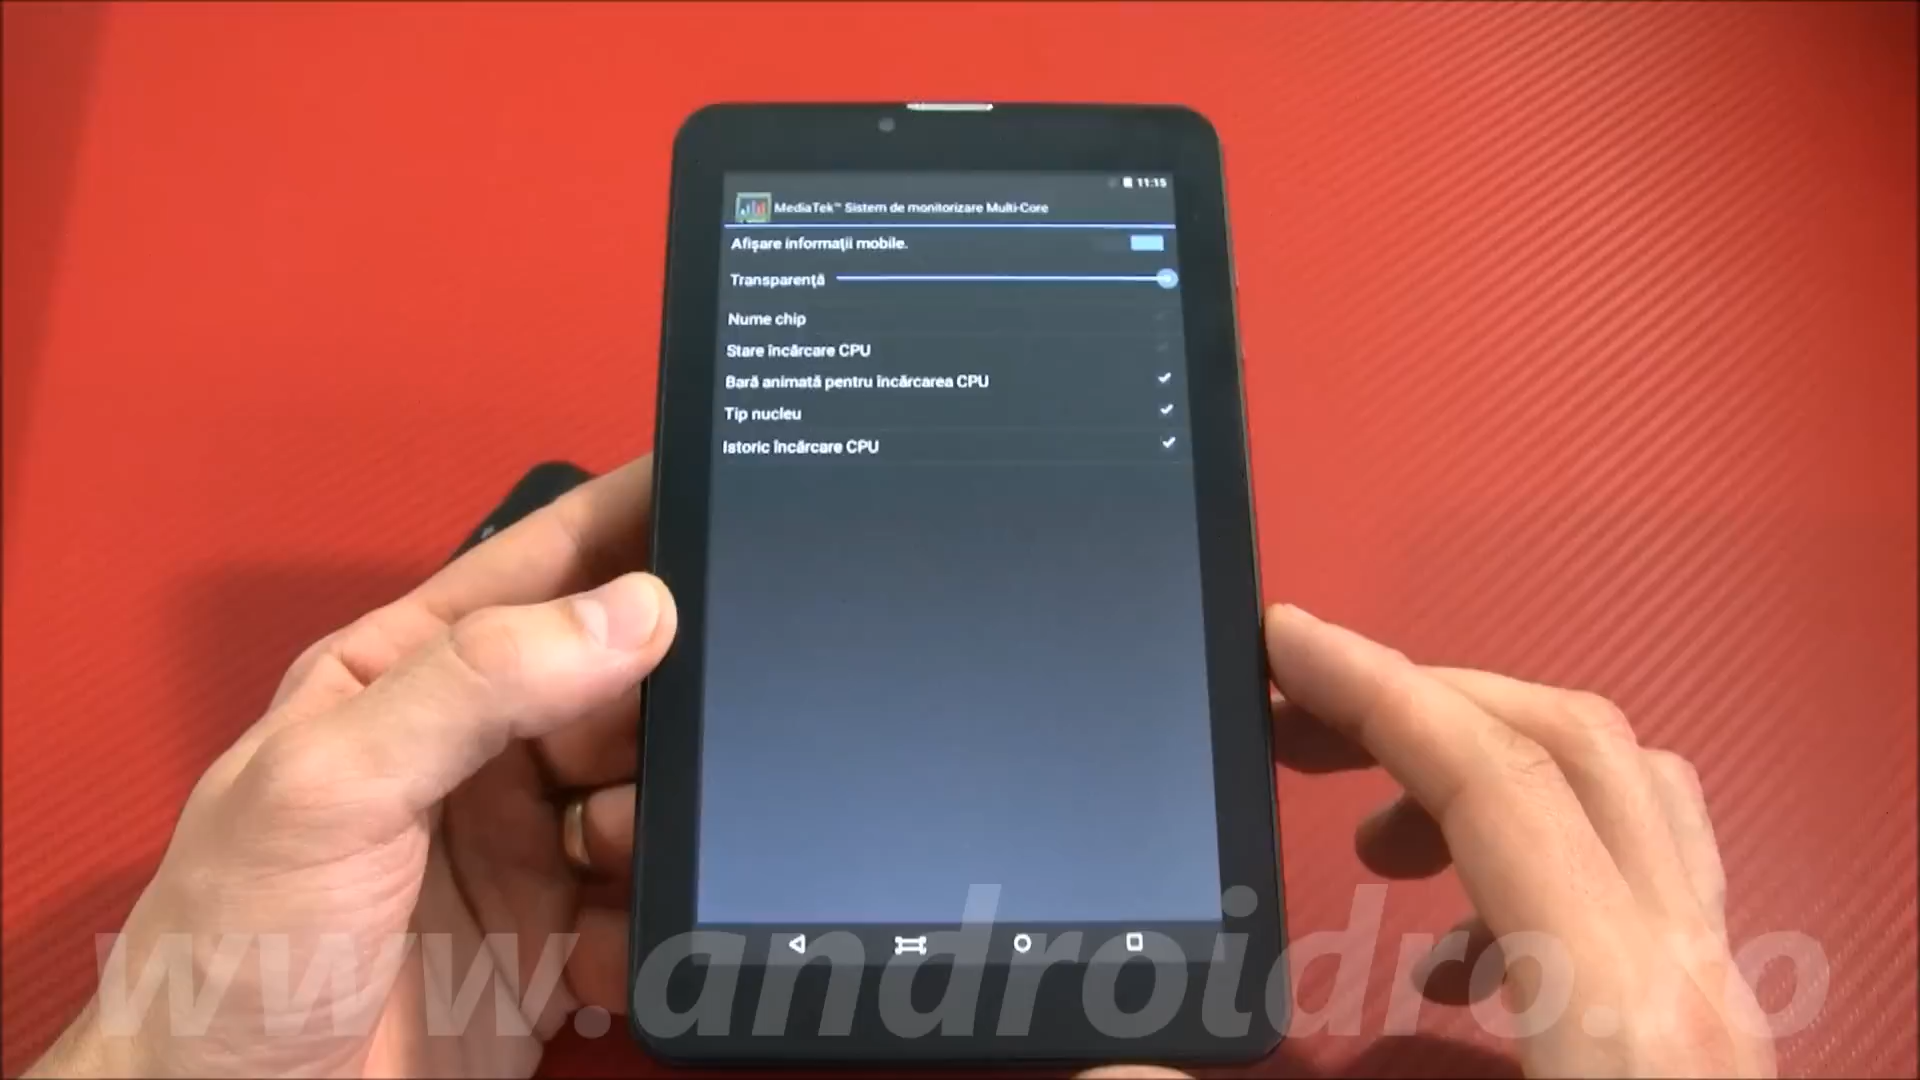 11:15
MediaTek™ Sistem de monitorizare Multi-Core
Afişare informaţii mobile.
Transparenţă
Nume chip
Stare încărcare CPU
Bară animată pentru încărcarea CPU
Tip nucleu
Istoric încărcare CPU
www.androidro.ro